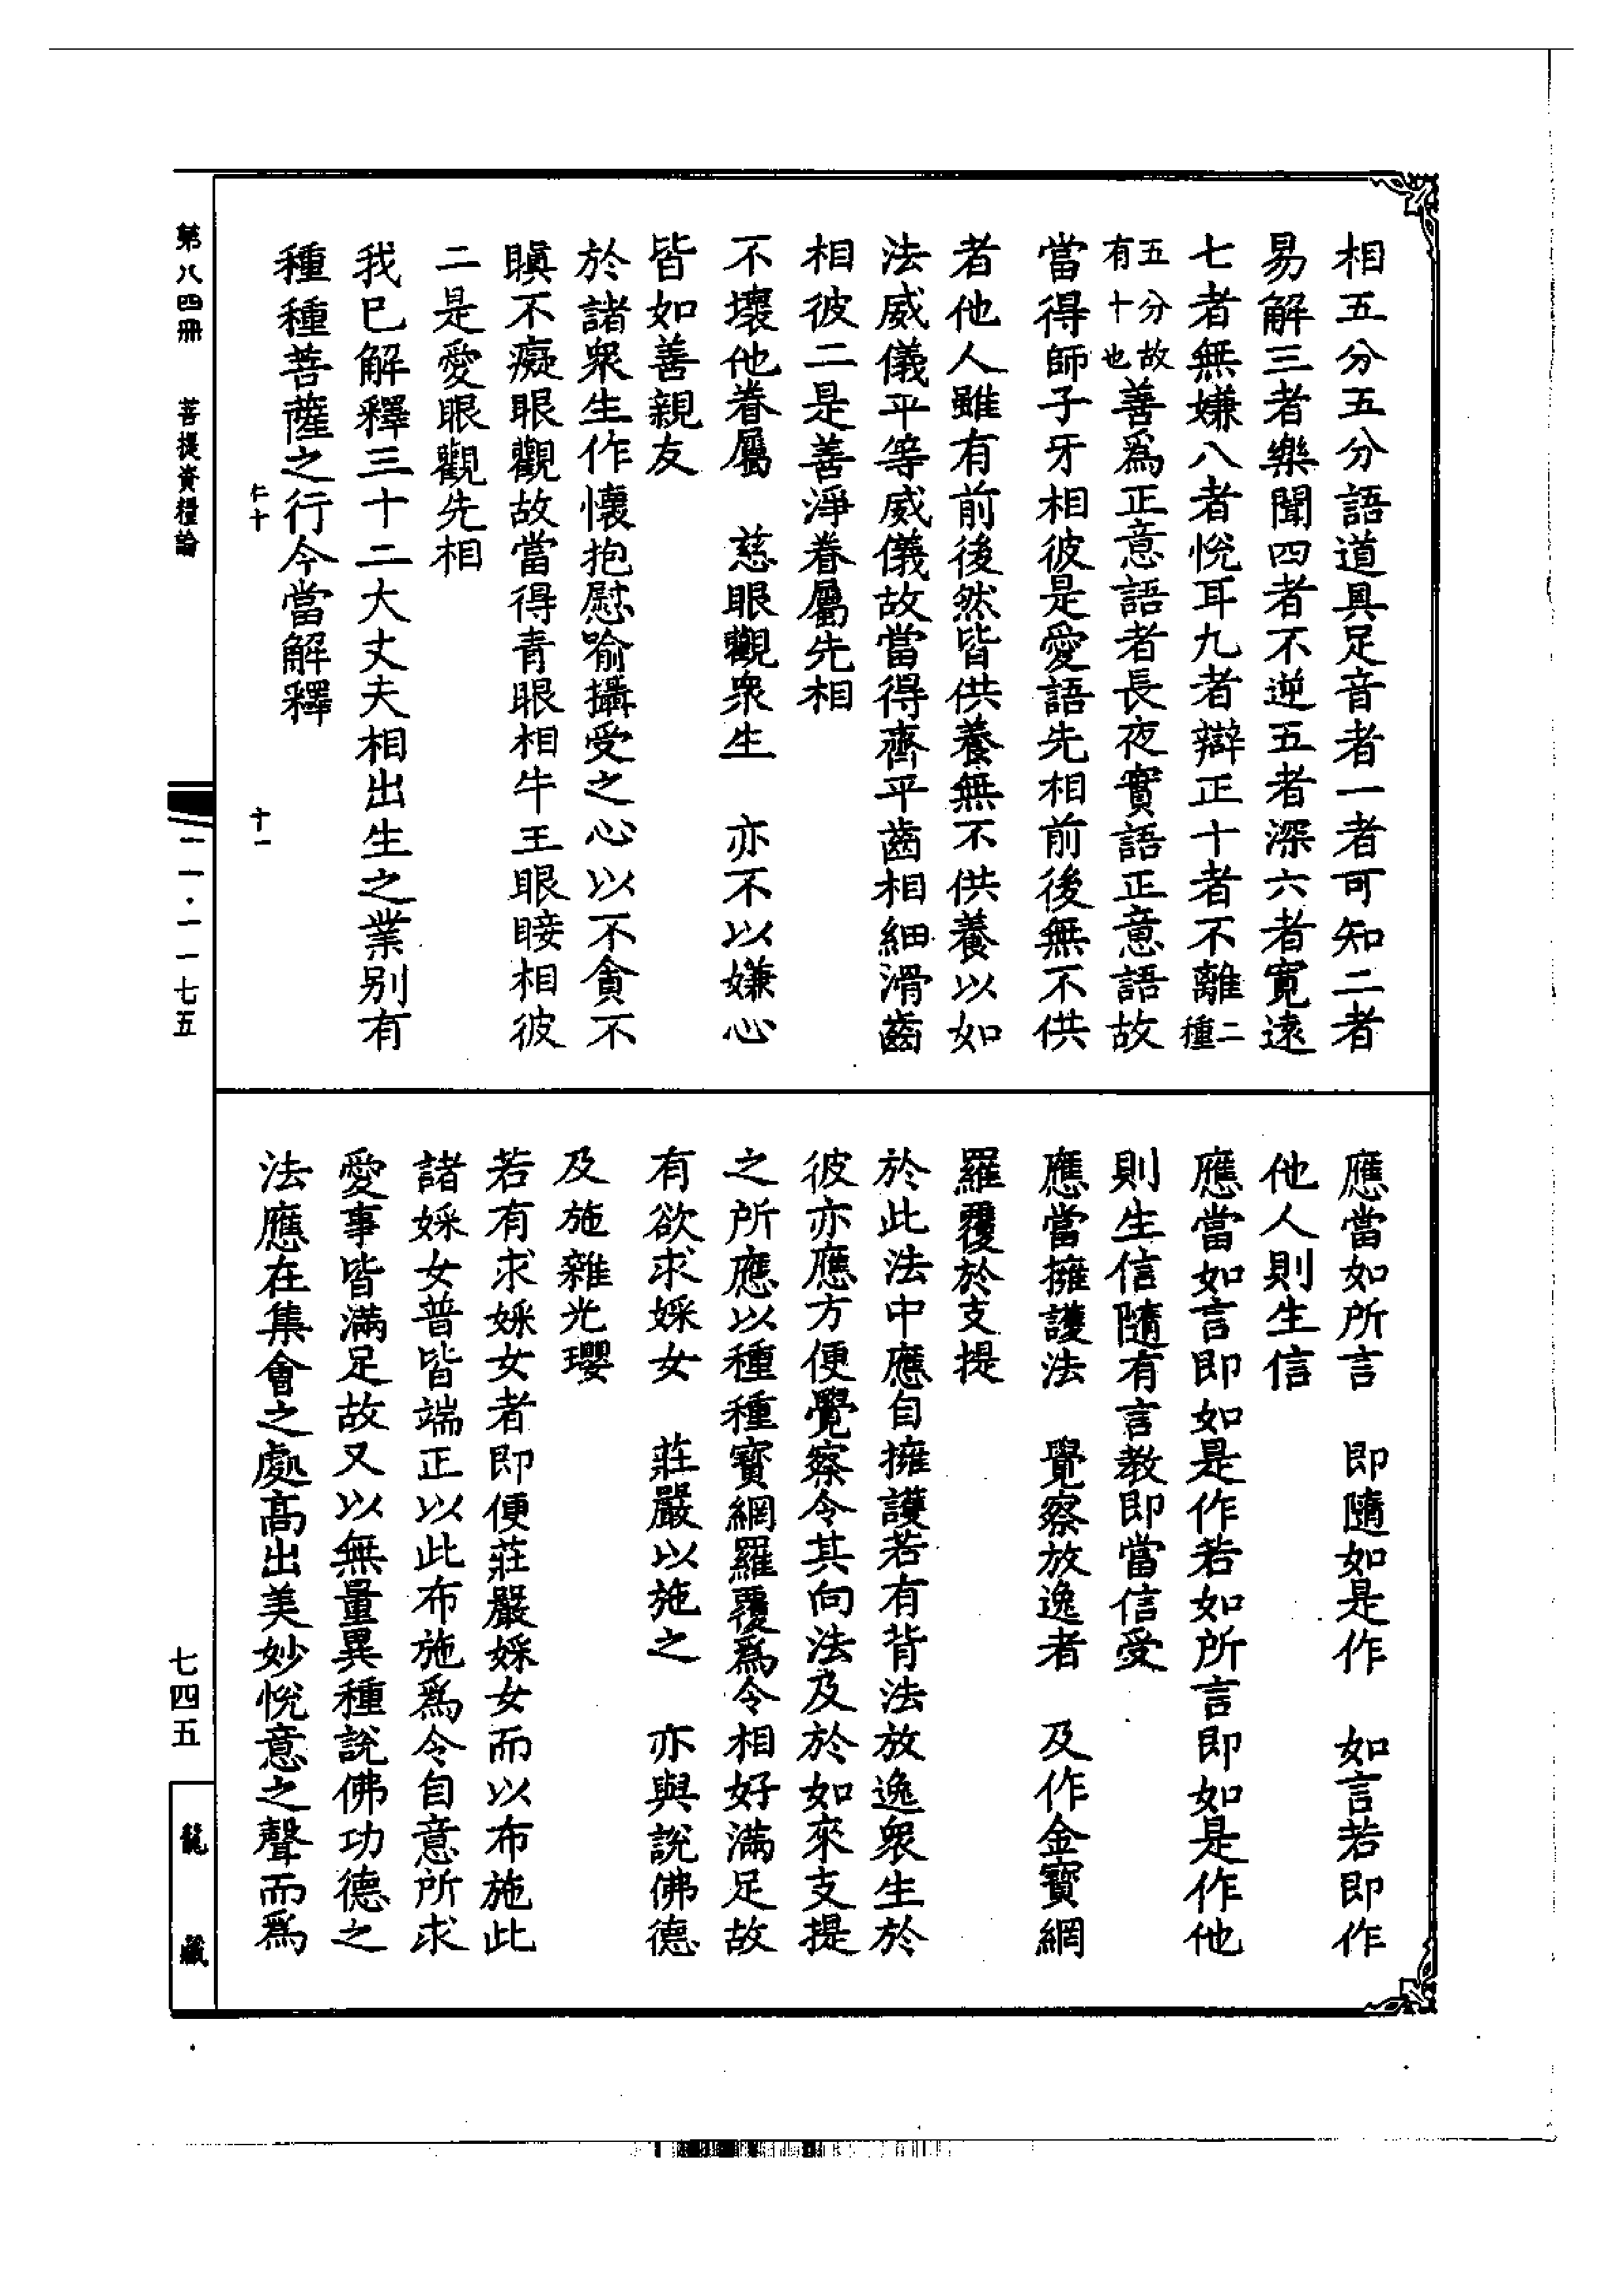 相五分五分語道具足音者一者可知二者
易解三者樂聞四者不逆五者深六者寬遠
七者無嫌八者悅耳九者辯正十者不離二種
五分故有十也善爲正意語者長夜實語正意語故
當得師子牙相彼是愛語先相前後無不供
者他人雖有前後然皆供養無不供養以如
法威儀平等威儀故當得齊平齒相細滑齒
相彼二是善淨眷屬先相
不壞他眷屬　慈眼觀衆生　亦不以嫌心
皆如善親友
於諸衆生作懷抱慰喻攝受之心以不貪不
瞋不癡眼觀故當得青眼相牛王眼睫相彼
二是愛眼觀先相
我已解釋三十二大丈夫相出生之業別有
種種菩薩之行今當解釋
仁十　十一
應當如所言　即隨如是作　如言若即作
他人則生信
應當如言即如是作若如所言即如是作他
則生信隨有言教即當信受
應當擁護法　覺察放逸者　及作金寶網
羅覆於支提
於此法中應自擁護若有背法放逸衆生於
彼亦應方便覺察令其向法及於如來支提
之所應以種種寶網羅覆爲令相好滿足故
有欲求婇女　莊嚴以施之　亦與說佛德
及施雜光瓔
若有求婇女者即便莊嚴婇女而以布施此
諸婇女普皆端正以此布施爲令自意所求
愛事皆滿足故又以無量異種說佛功德之
法應在集會之處高出美妙悅意之聲而爲
第八四冊　菩提資糧論
一一·一一七五
七四五
龍藏